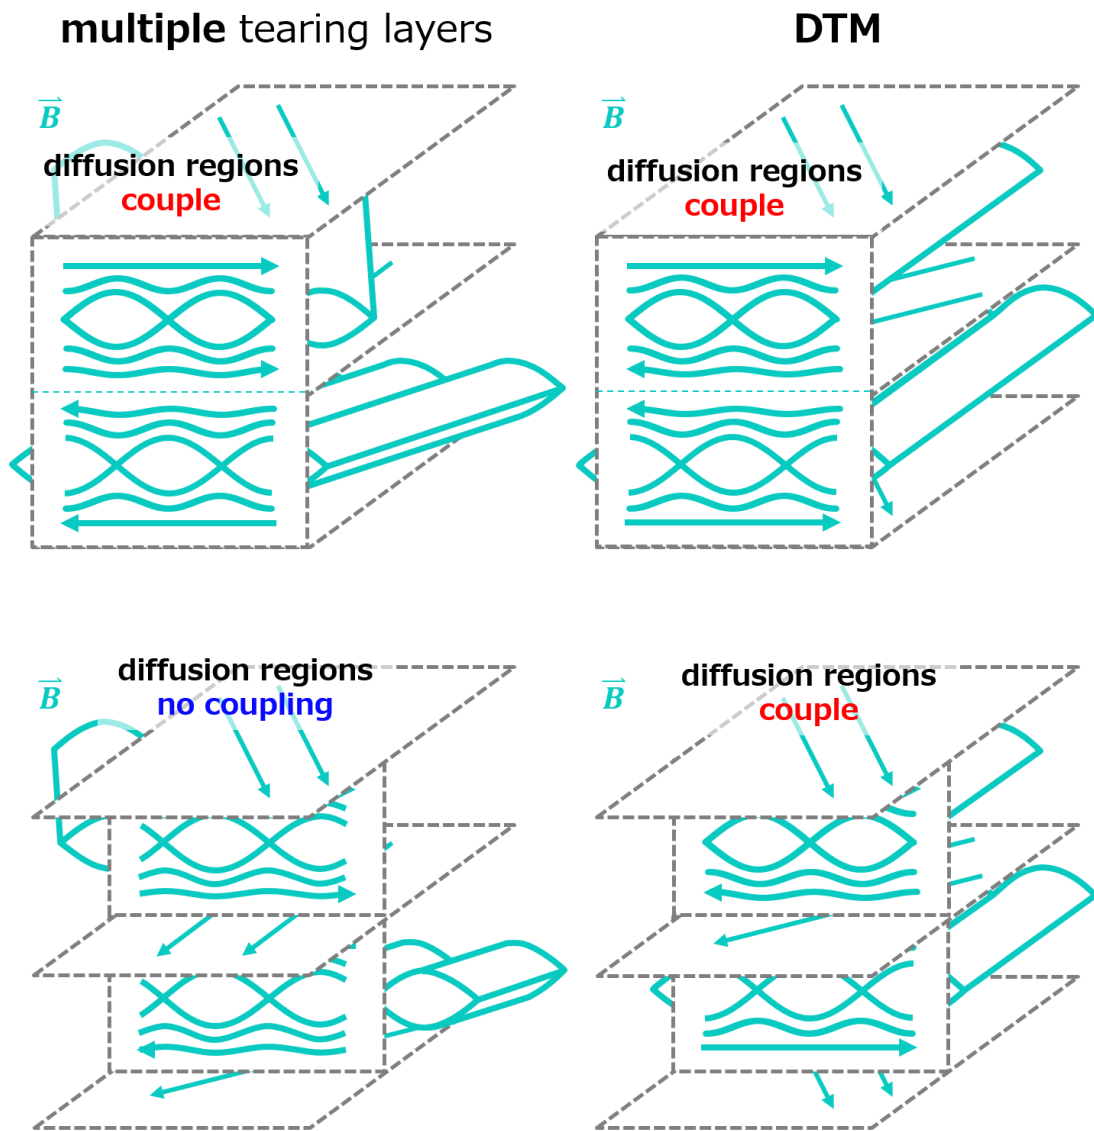 multiple tearing layers
DTM
B
diffusion regions
couple
B
diffusion regions
couple
B
diffusion regions
no coupling
B
diffusion regions
couple